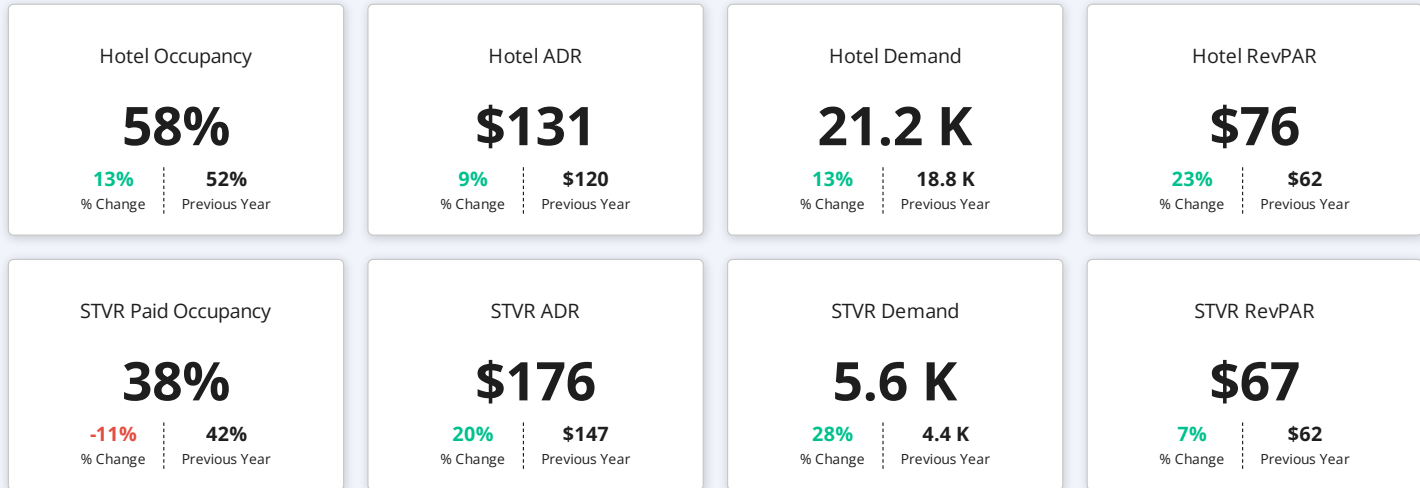 Hotel Occupancy
58%
13%
52%
% Change
Previous Year
Hotel ADR
$131
9%
$120
% Change
Previous Year
Hotel Demand
21.2 K
13%
18.8 K
% Change
Previous Year
Hotel RevPAR
$76
23%
$62
% Change
Previous Year
STVR Paid Occupancy
38%
-11%
42%
% Change
Previous Year
STVR ADR
$176
20%
$147
% Change
Previous Year
STVR Demand
5.6 K
28%
4.4 K
% Change
Previous Year
STVR RevPAR
$67
7%
$62
% Change
Previous Year